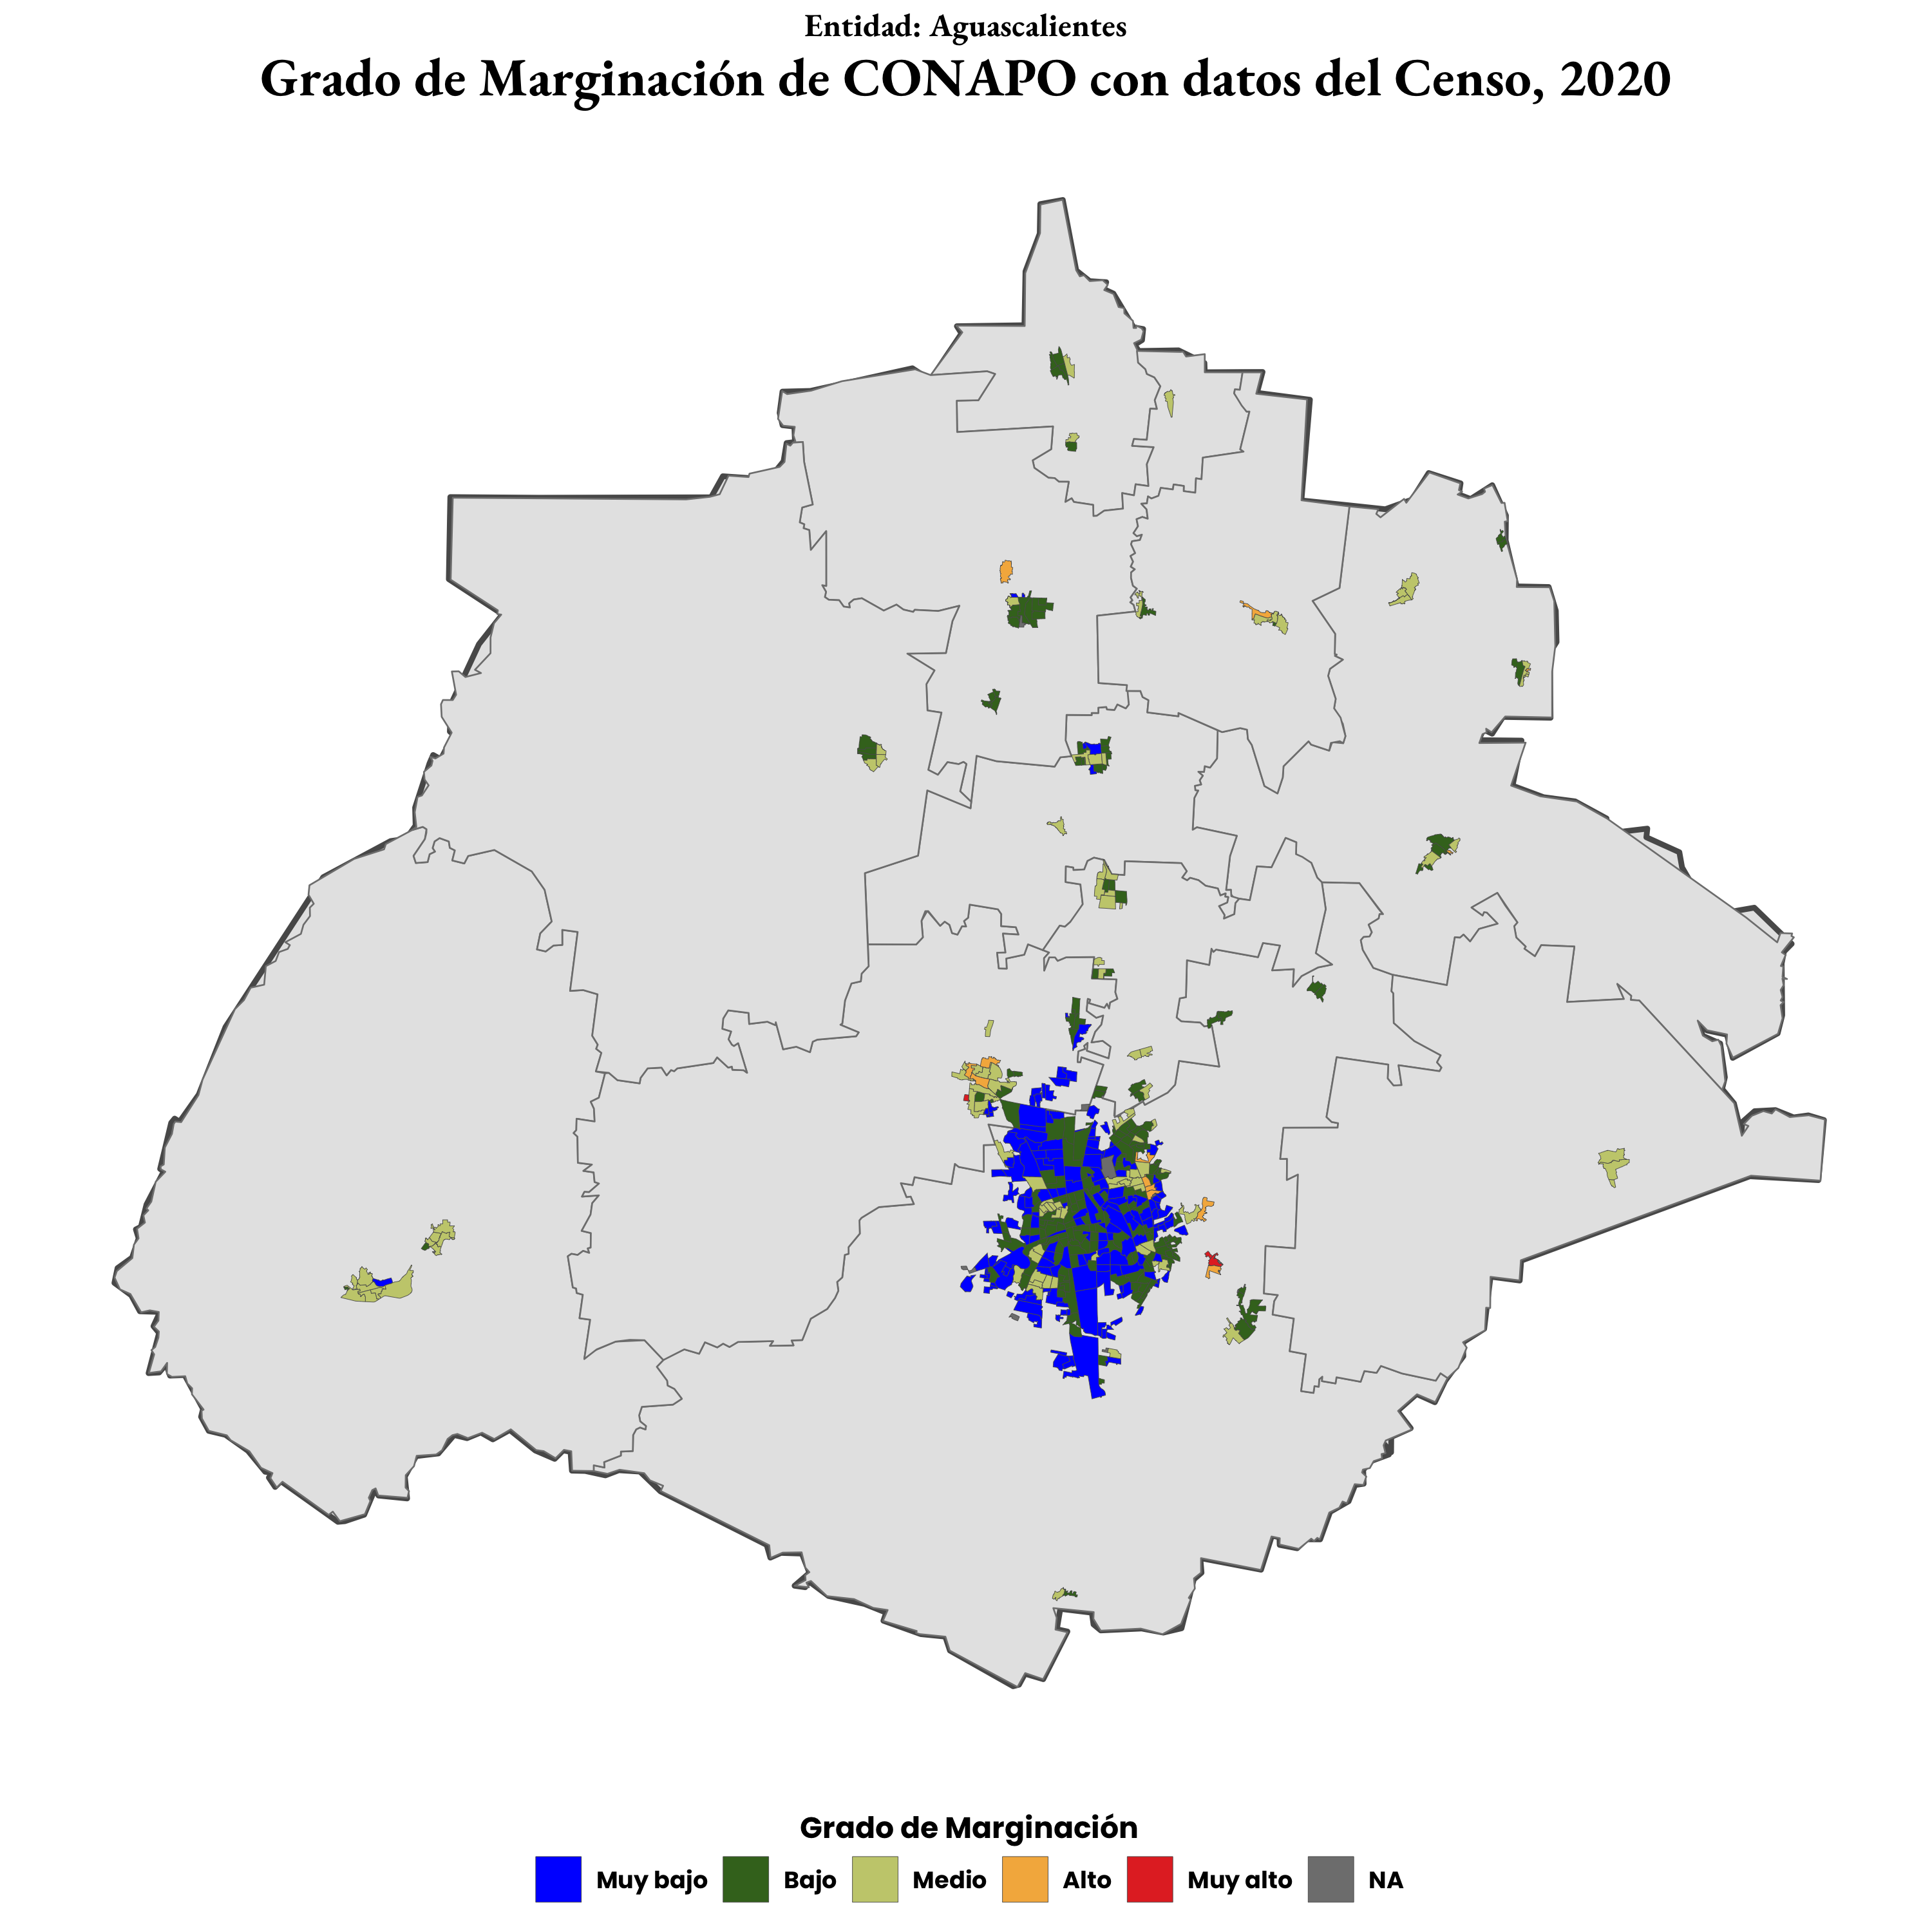 Entidad: Aguascalientes
Grado de Marginación de CONAPO con datos del Censo, 2020
Grado de Marginación
Muy bajo Bajo Medio Alto Muy alto NA